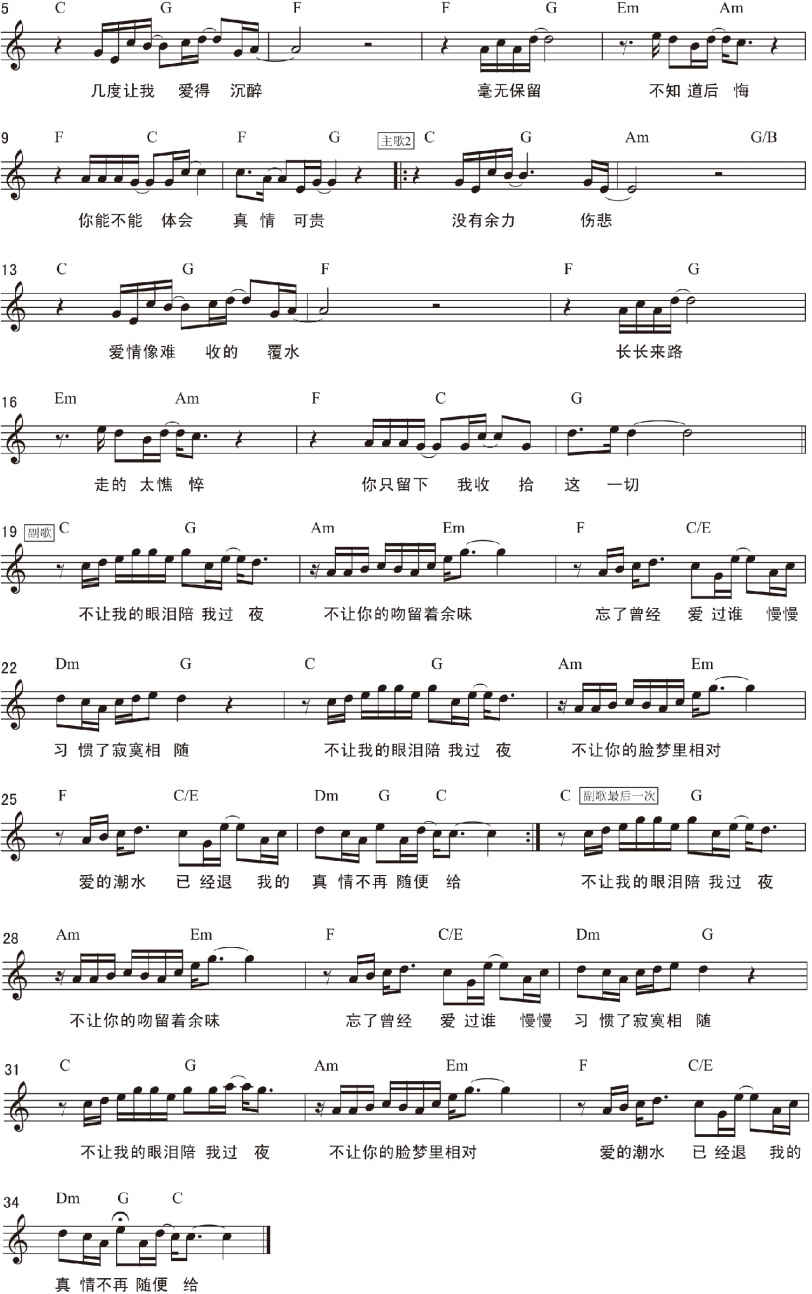 5 C G F F G Em Am
几度让我 爱得 沉醉 毫无保留 不知 道后 悔
9 F C F G 主歌2 C G Am G/B
你能不能 体会 真 情 可贵 没有余力 伤悲
13 C G F F G
爱情像难 收的 覆水 长长来路
16 Em Am F C G
走的 太憔 悴 你只留下 我收 拾 这 一切
19 副歌 C G Am Em F C/E
不让我的眼泪陪 我过 夜 不让你的吻留着余味 忘了曾经 爱 过谁 慢慢
22 Dm G C G Am Em
习 惯了寂寞相 随 不让我的眼泪陪 我过 夜 不让你的脸梦里相对
25 F C/E Dm G C C 副歌最后一次 G
爱的潮水 已 经退 我的 真 情不再 随便 给 不让我的眼泪陪 我过 夜
28 Am Em F C/E Dm G
不让你的吻留着余味 忘了曾经 爱 过谁 慢慢 习 惯了寂寞相 随
31 C G Am Em F C/E
不让我的眼泪陪 我过 夜 不让你的脸梦里相对 爱的潮水 已 经退 我的
34 Dm G C
真 情不再 随便 给